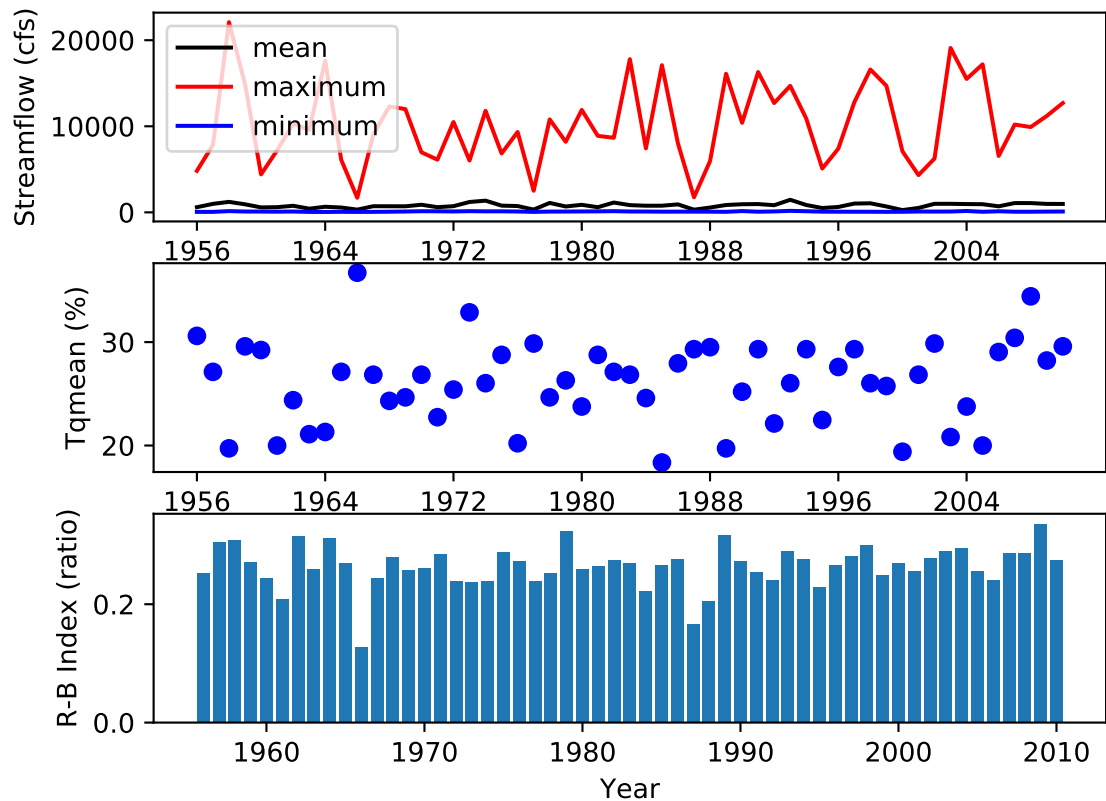 Streamflow (cfs)
20000
10000
0
mean
maximum
minimum
1956 1964 1972 1980 1988 1996 2004
Tqmean (%)
30
20
1956 1964 1972 1980 1988 1996 2004
R-B Index (ratio)
0.2
0.0
1960 1970 1980 1990 2000 2010
Year